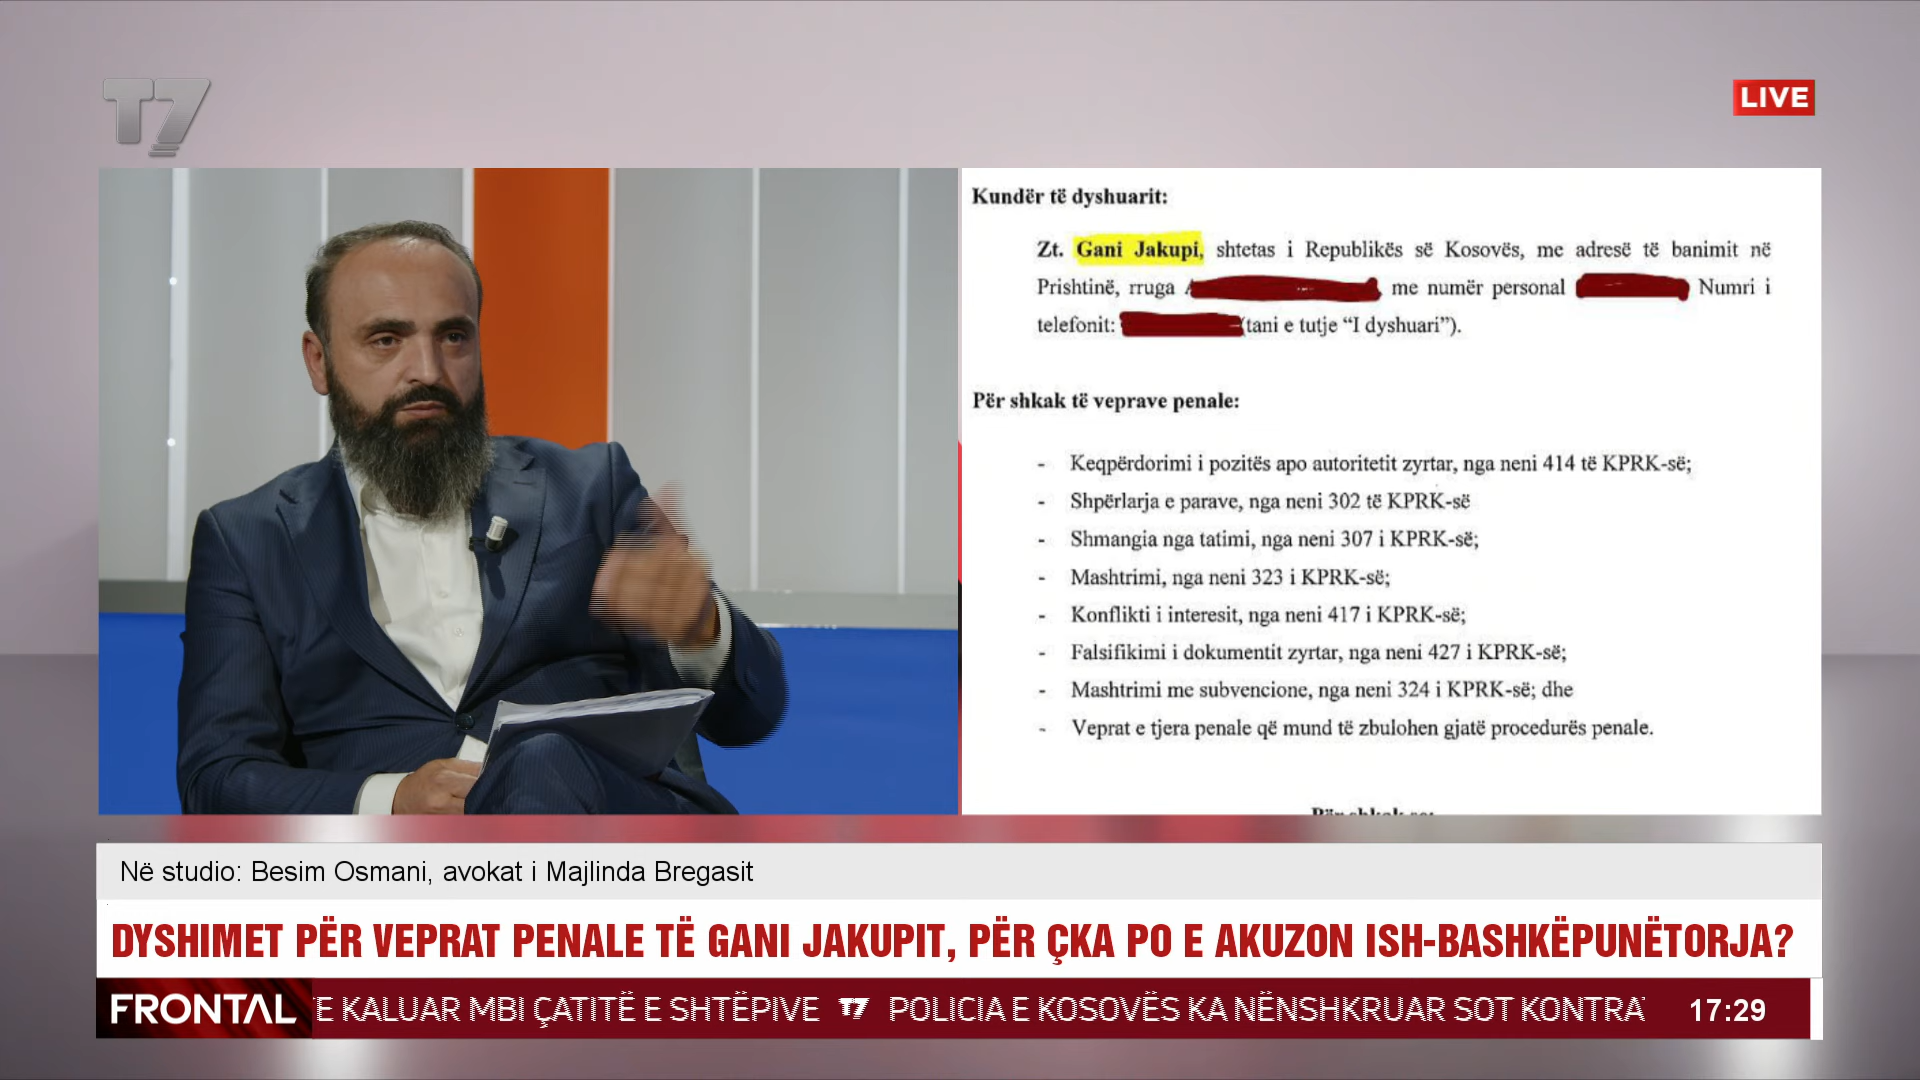 T7
LIVE
Kundër të dyshuarit:
Zt. Gani Jakupi, shtetas i Republikës së Kosovës, me adresë të banimit në
Prishtinë, rruga me numër personal Numri i
telefonit: (tani e tutje “I dyshuari”).
Për shkak të veprave penale:
- Keqpërdorimi i pozitës apo autoritetit zyrtar, nga neni 414 të KPRK-së;
- Shpërlarja e parave, nga neni 302 të KPRK-së
- Shmangia nga tatimi, nga neni 307 i KPRK-së;
- Mashtrimi, nga neni 323 i KPRK-së;
- Konflikti i interesit, nga neni 417 i KPRK-së;
- Falsifikimi i dokumentit zyrtar, nga neni 427 i KPRK-së;
- Mashtrimi me subvencione, nga neni 324 i KPRK-së; dhe
- Veprat e tjera penale që mund të zbulohen gjatë procedurës penale.
Në studio: Besim Osmani, avokat i Majlinda Bregasit
DYSHIMET PËR VEPRAT PENALE TË GANI JAKUPIT, PËR ÇKA PO E AKUZON ISH-BASHKËPUNËTORJA?
FRONTAL E KALUAR MBI ÇATITË E SHTËPIVE T7 POLICIA E KOSOVËS KA NËNSHKRUAR SOT KONTRA 17:29